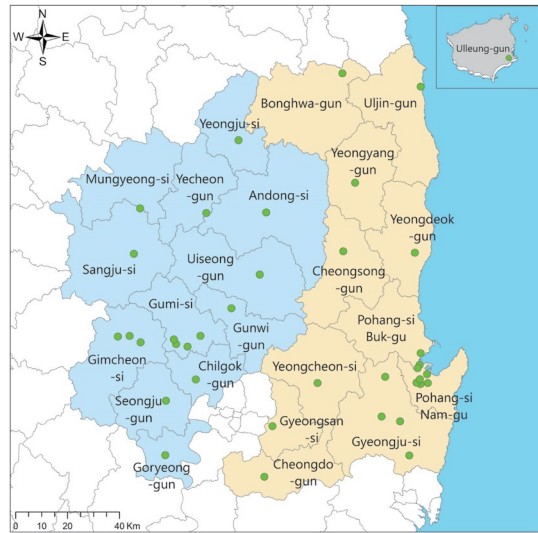 N
W
E
S
Ulleung-gun
Bonghwa-gun
Uljin-gun
Yeongju-si
Yeongyang
-gun
Mungyeong-si
Yecheon
-gun
Andong-si
Yeongdeok
-gun
Sangju-si
Uiseong
-gun
Cheongsong
-gun
Gumi-si
Gunwi
-gun
Pohang-si
Buk-gu
Gimcheon
-si
Chilgok
-gun
Yeongcheon-si
Seongju
-gun
Pohang-si
Nam-gu
Gyeongsan
-si
Gyeongju-si
Goryeong
-gun
Cheongdo
-gun
0 10 20 40 Km